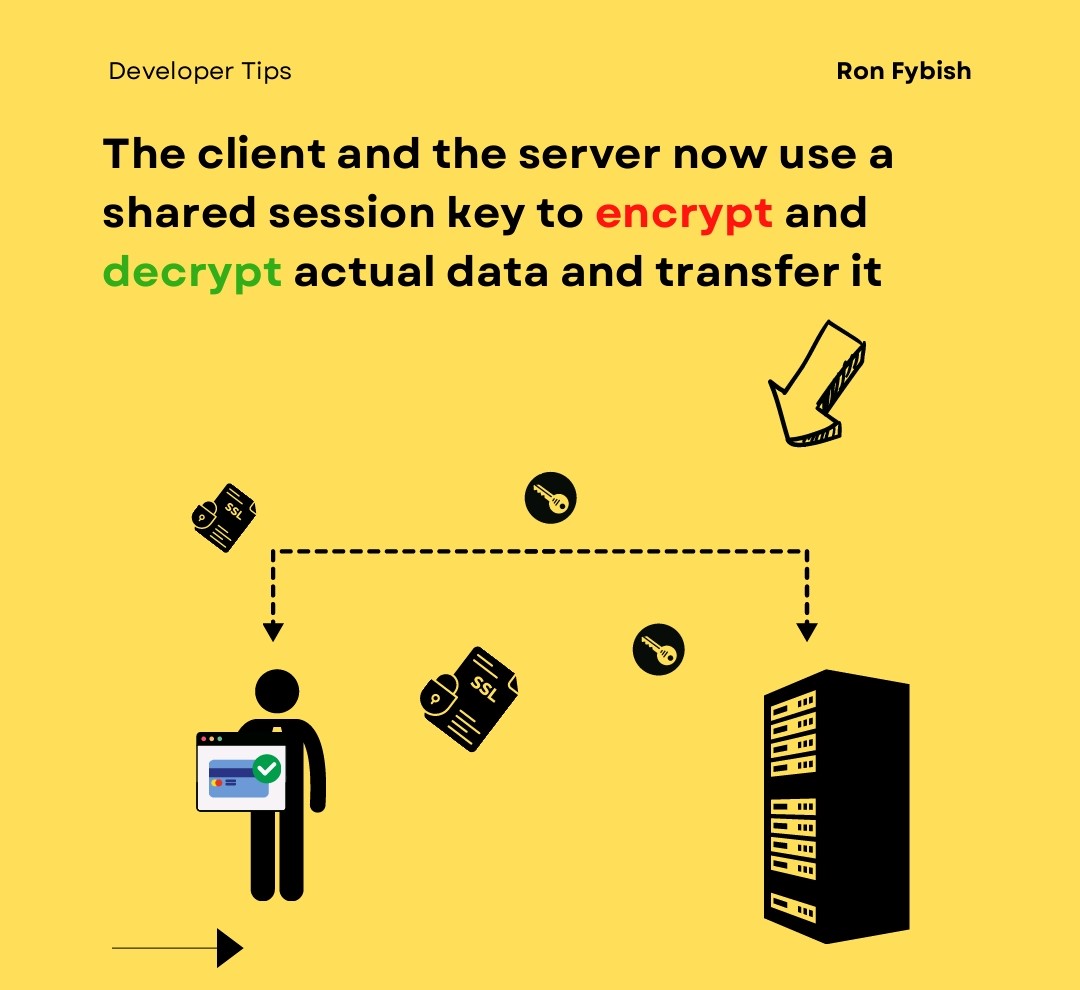 Developer Tips
Ron Fybish
The client and the server now use a
shared session key to encrypt and
decrypt actual data and transfer it
SSL
SSL